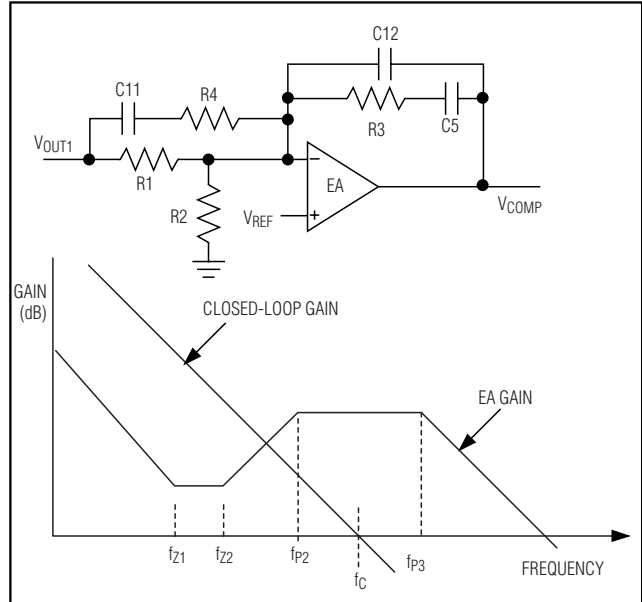 C12
C11
R4
R3
C5
VOUT1
R1
EA
R2
VREF
VCOMP
GAIN
(dB)
CLOSED-LOOP GAIN
EA GAIN
fZ1
fZ2
fP2
fC
fP3
FREQUENCY